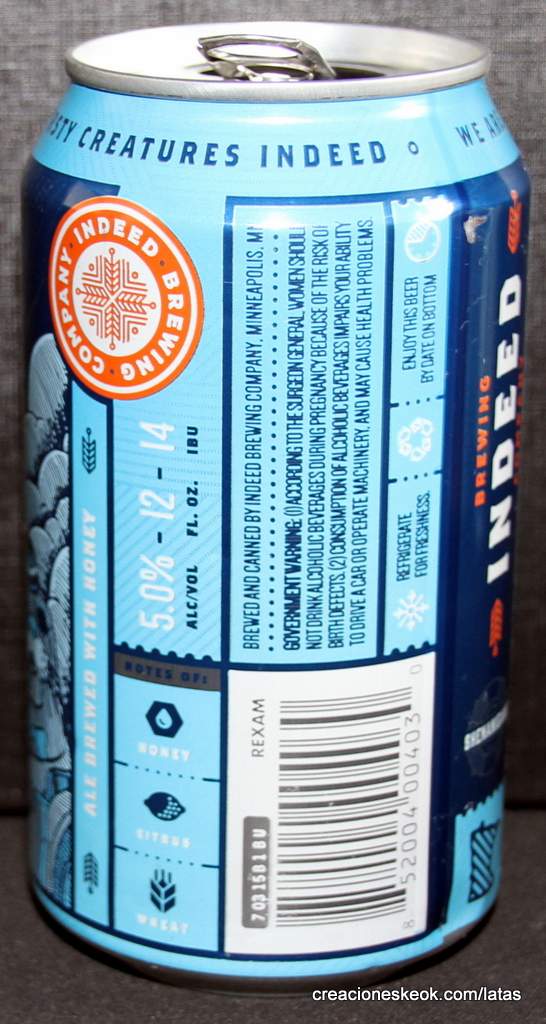 STY CREATURES INDEED
WE AR
COMPANY · INDEED · BREWING
ALE BREWED WITH HONEY
5.0% - 12 - 14
ALC/VOL FL. OZ. IBU
NOTES OF:
HONEY
CITRUS
WHEAT
BREWED AND CANNED BY INDEED BREWING COMPANY, MINNEAPOLIS, MN
GOVERNMENT WARNING: (1) ACCORDING TO THE SURGEON GENERAL, WOMEN SHOULD
NOT DRINK ALCOHOLIC BEVERAGES DURING PREGNANCY BECAUSE OF THE RISK OF
BIRTH DEFECTS. (2) CONSUMPTION OF ALCOHOLIC BEVERAGES IMPAIRS YOUR ABILITY
TO DRIVE A CAR OR OPERATE MACHINERY, AND MAY CAUSE HEALTH PROBLEMS.
REFRIGERATE
FOR FRESHNESS.
ENJOY THIS BEER
BY DATE ON BOTTOM
REXAM
7031 5B 1 BU
8 52004 00403 0
BREWING
INDEED
creacioneskeok.com/latas